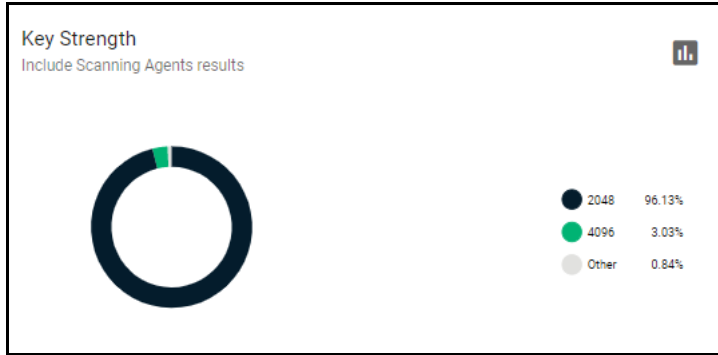 Key Strength
Include Scanning Agents results
2048 96.13%
4096 3.03%
Other 0.84%